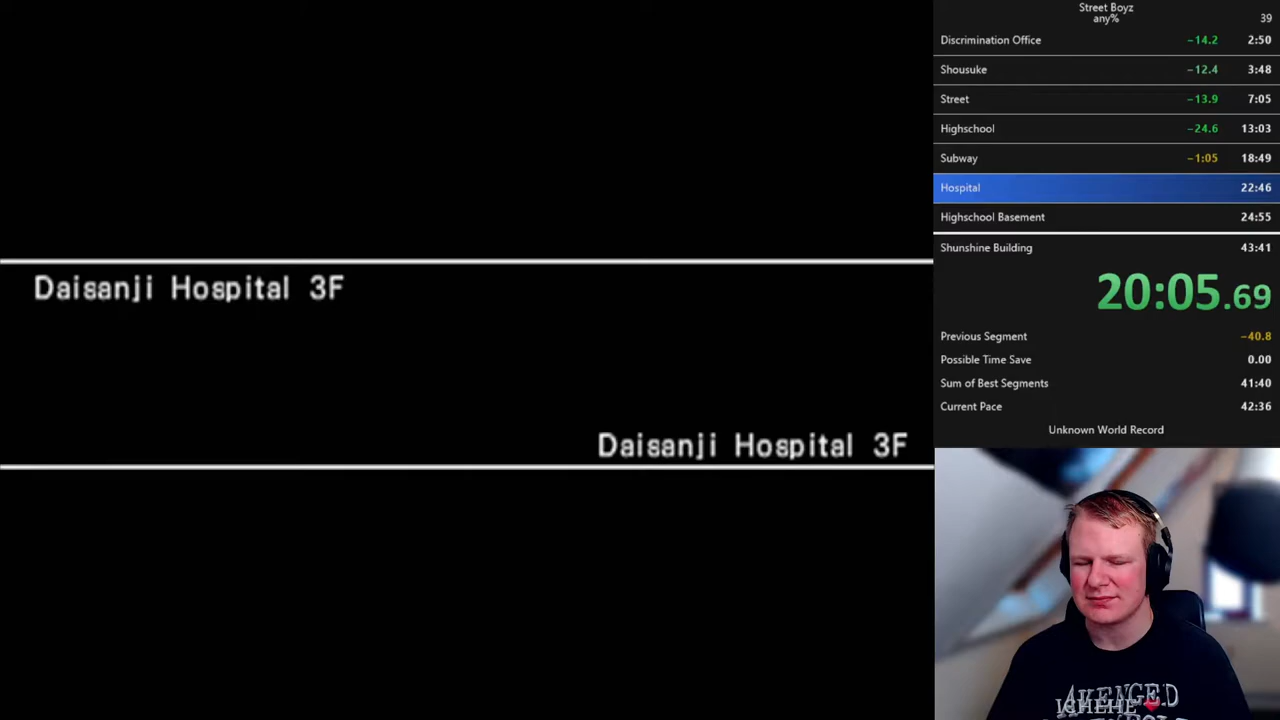 Daisanji Hospital 3F
Daisanji Hospital 3F
Street Boyz
any%
39
Discrimination Office -14.2 2:50
Shousuke -12.4 3:48
Street -13.9 7:05
Highschool -24.6 13:03
Subway -1:05 18:49
Hospital 22:46
Highschool Basement 24:55
Shunshine Building 43:41
20:05.69
Previous Segment -40.8
Possible Time Save 0.00
Sum of Best Segments 41:40
Current Pace 42:36
Unknown World Record
AVENGED